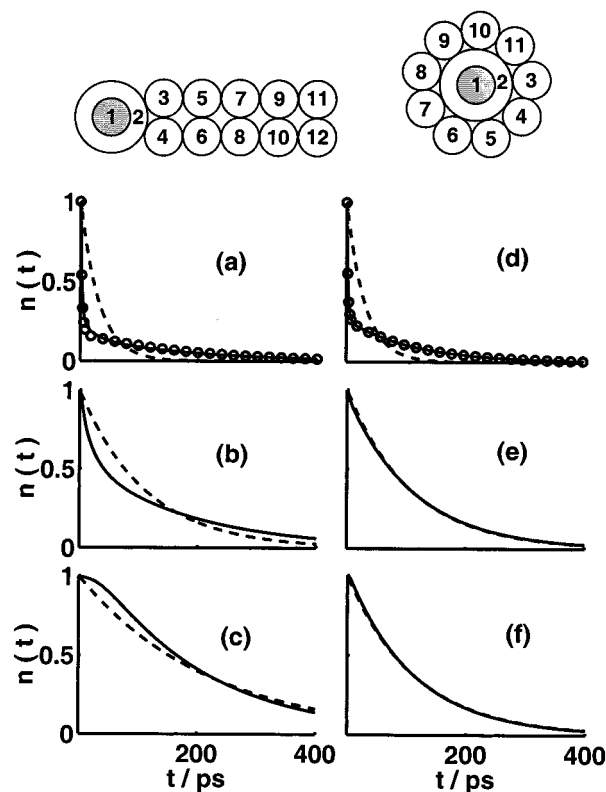 1 2 3 5 7 9 11
4 6 8 10 12
9 10 11
8 1 2 3
7 6 5 4
1 (a) (d)
n ( t ) 0.5
0
(b) (e)
n ( t ) 0.5
0
1 (c) (f)
n ( t ) 0.5
0
200 400 200 400
t / ps t / ps